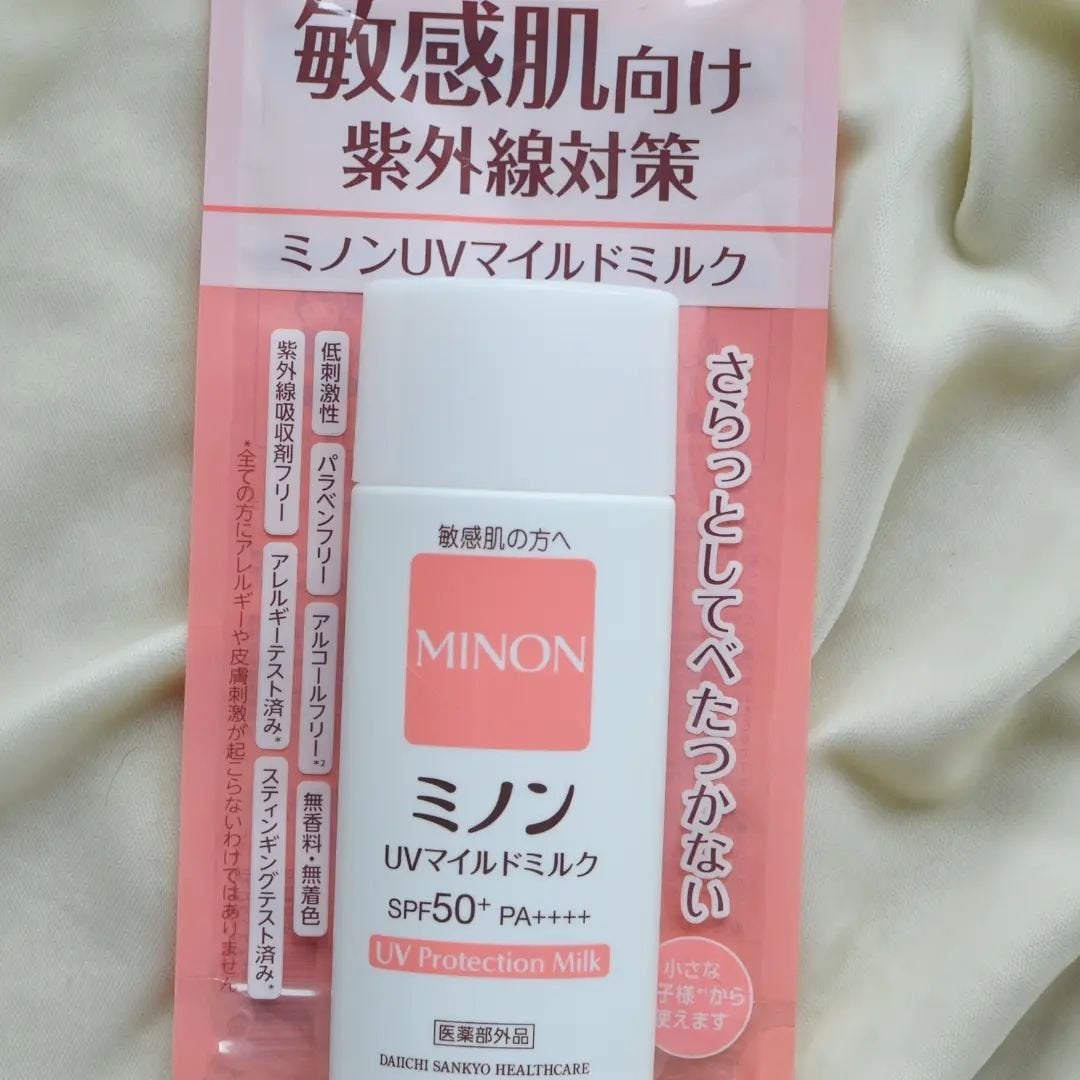 敏感肌向け
紫外線対策
ミノンUVマイルドミルク
さらっとしてべたつかない
低刺激性
パラベンフリー
アルコールフリー*2
無香料・無着色
紫外線吸収剤フリー
アレルギーテスト済み*
スティンギングテスト済み*
*全ての方にアレルギーや皮膚刺激が起こらないわけではありません
敏感肌の方へ
MINON
ミノン
UVマイルドミルク
SPF50+ PA++++
UV Protection Milk
医薬部外品
DAIICHI SANKYO HEALTHCARE
小さな
子様*1から
使えます